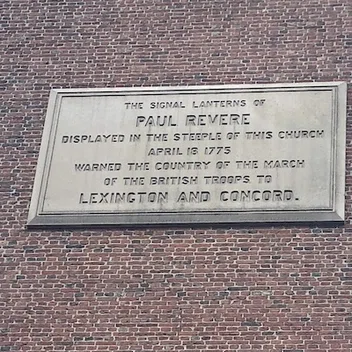 THE SIGNAL LANTERNS OF
PAUL REVERE
DISPLAYED IN THE STEEPLE OF THIS CHURCH
APRIL 18 1775
WARNED THE COUNTRY OF THE MARCH
OF THE BRITISH TROOPS TO
LEXINGTON AND CONCORD.